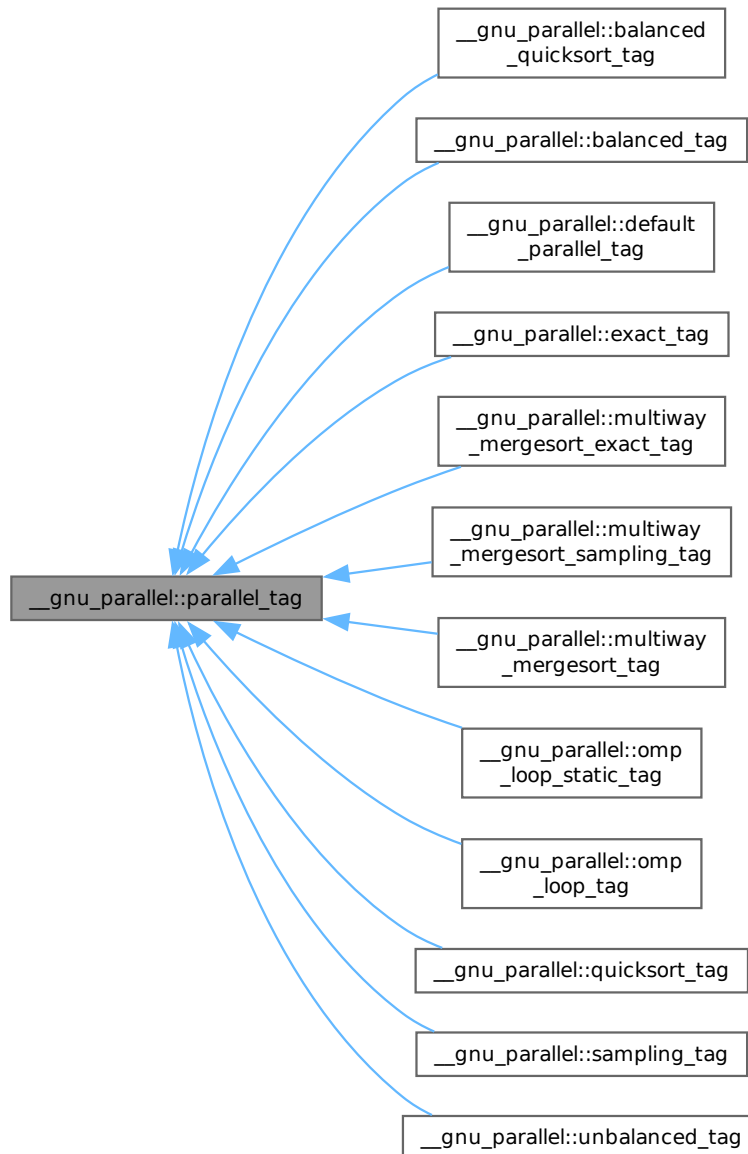 __gnu_parallel::balanced
_quicksort_tag
__gnu_parallel::balanced_tag
__gnu_parallel::default
_parallel_tag
__gnu_parallel::exact_tag
__gnu_parallel::multiway
_mergesort_exact_tag
__gnu_parallel::multiway
_mergesort_sampling_tag
__gnu_parallel::parallel_tag
__gnu_parallel::multiway
_mergesort_tag
__gnu_parallel::omp
_loop_static_tag
__gnu_parallel::omp
_loop_tag
__gnu_parallel::quicksort_tag
__gnu_parallel::sampling_tag
__gnu_parallel::unbalanced_tag